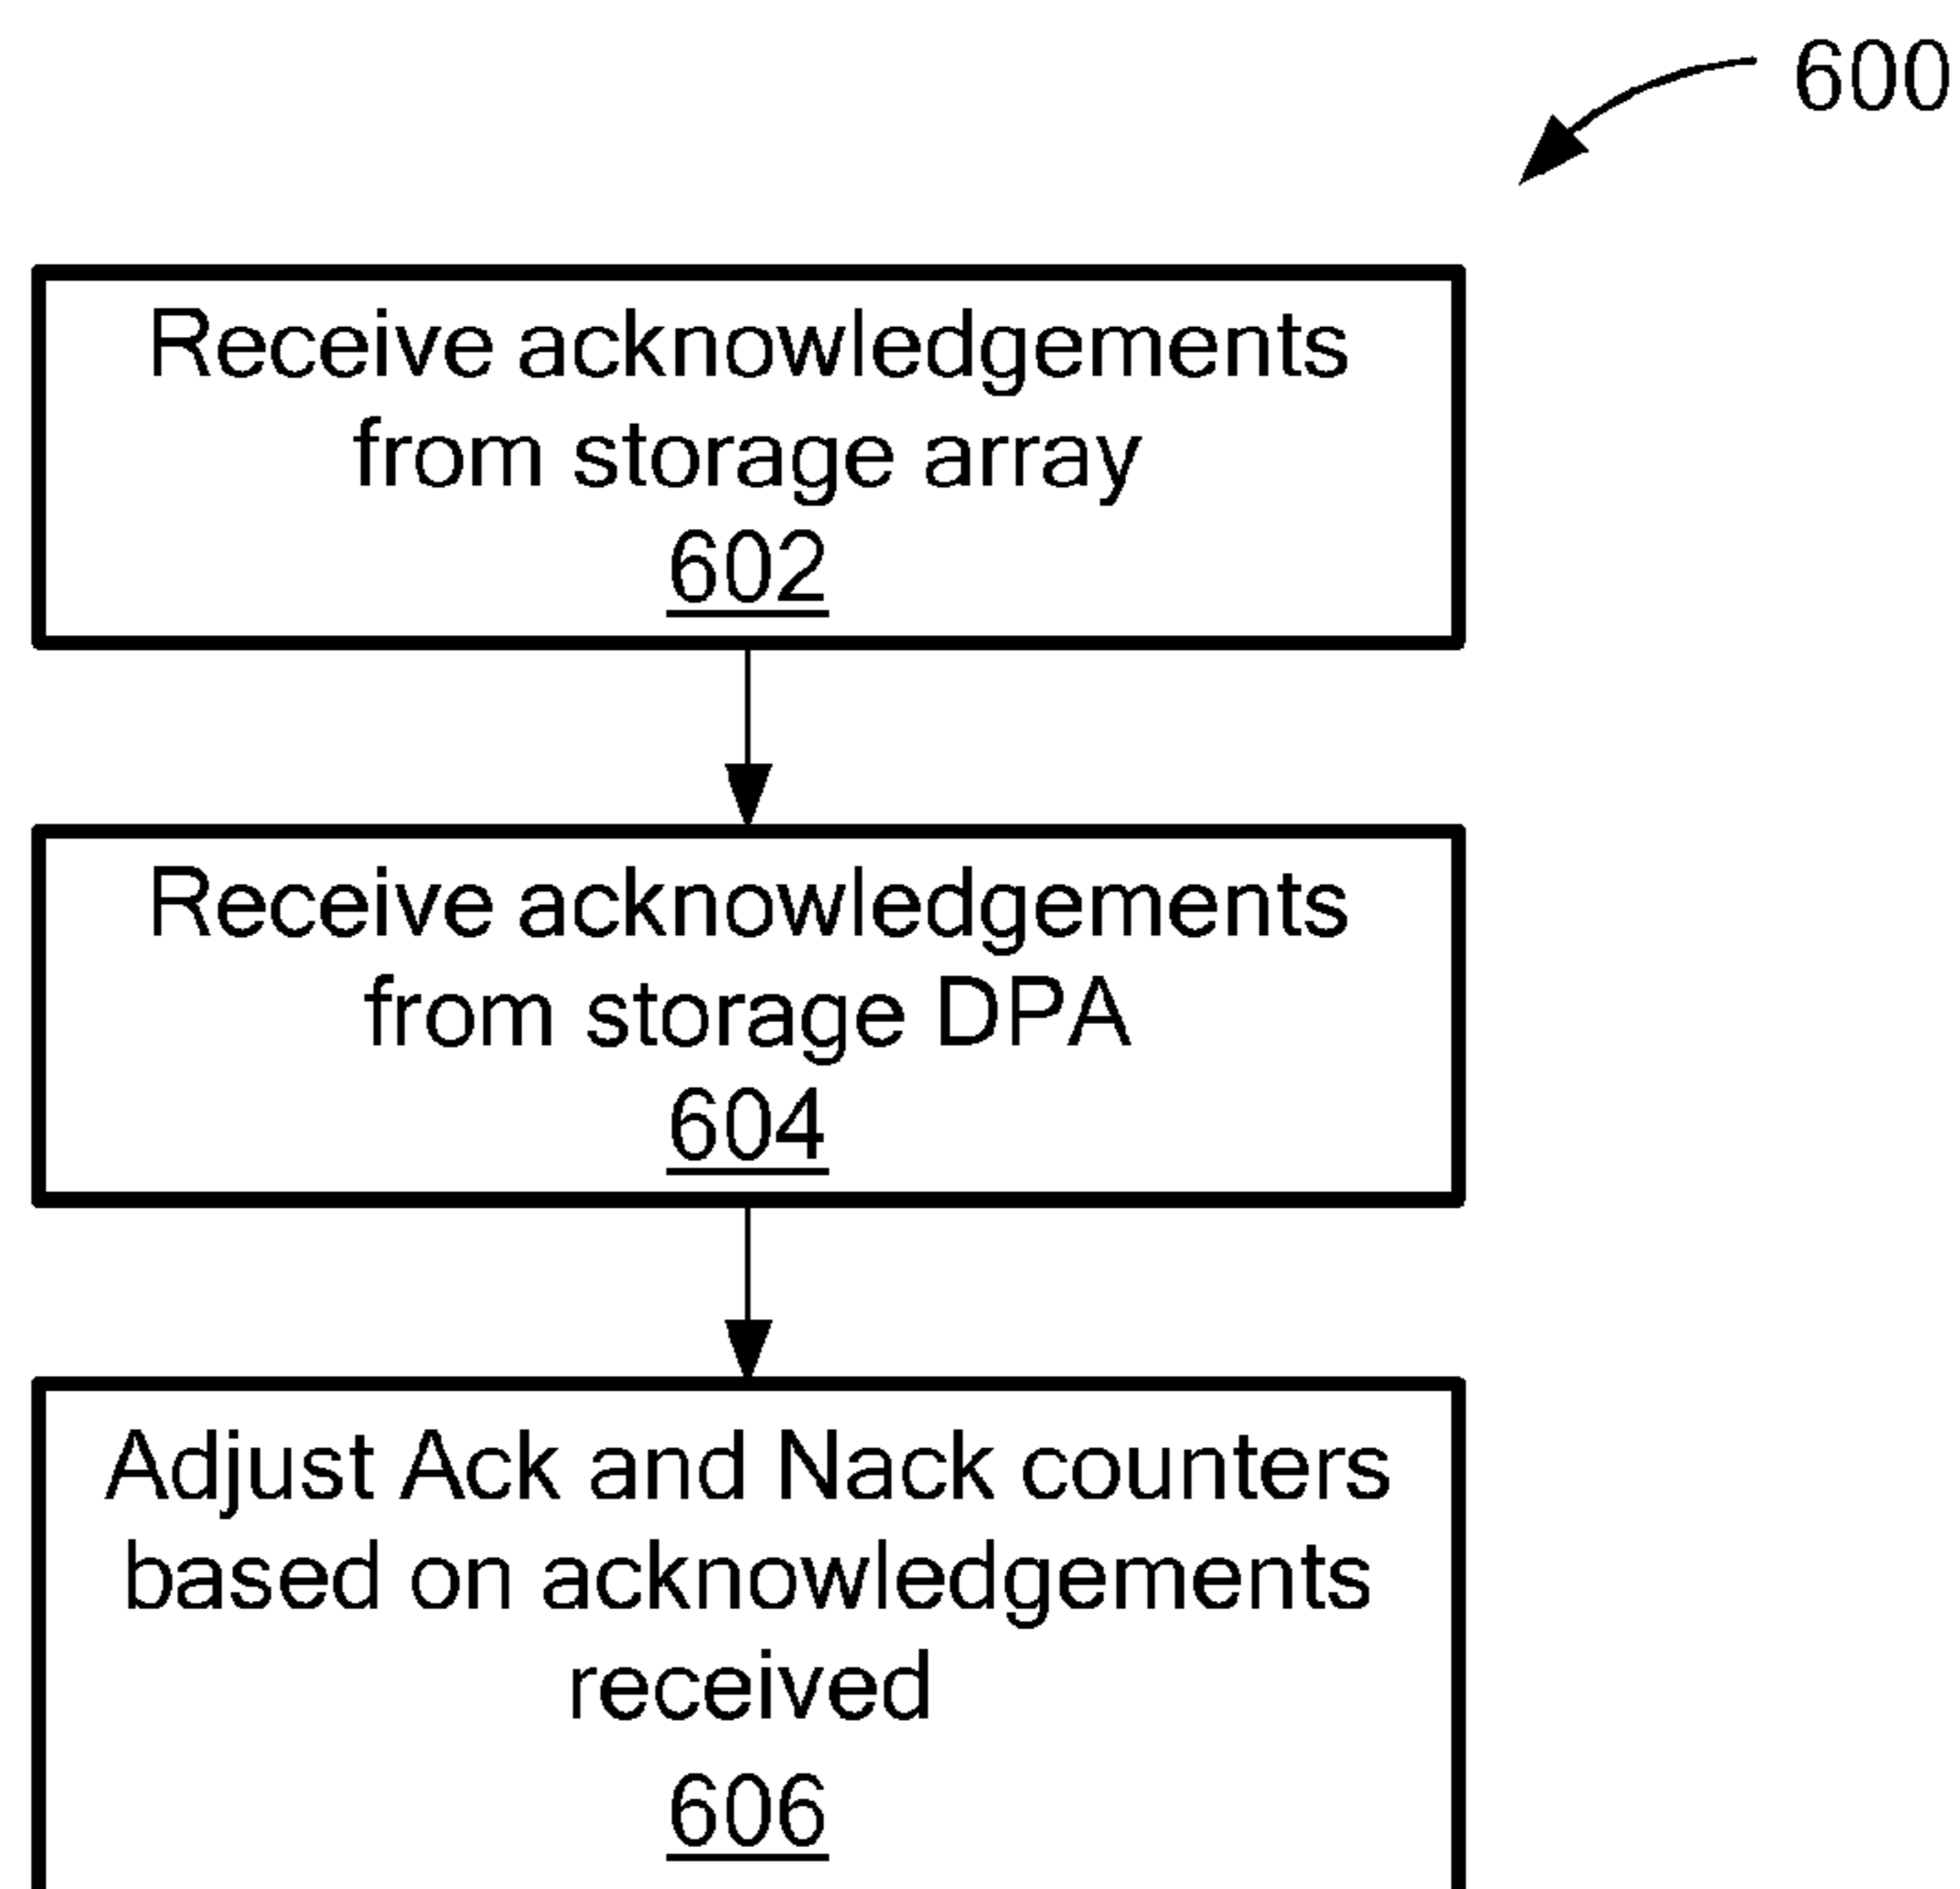 600
Receive acknowledgements
from storage array
602
Receive acknowledgements
from storage DPA
604
Adjust Ack and Nack counters
based on acknowledgements
received
606